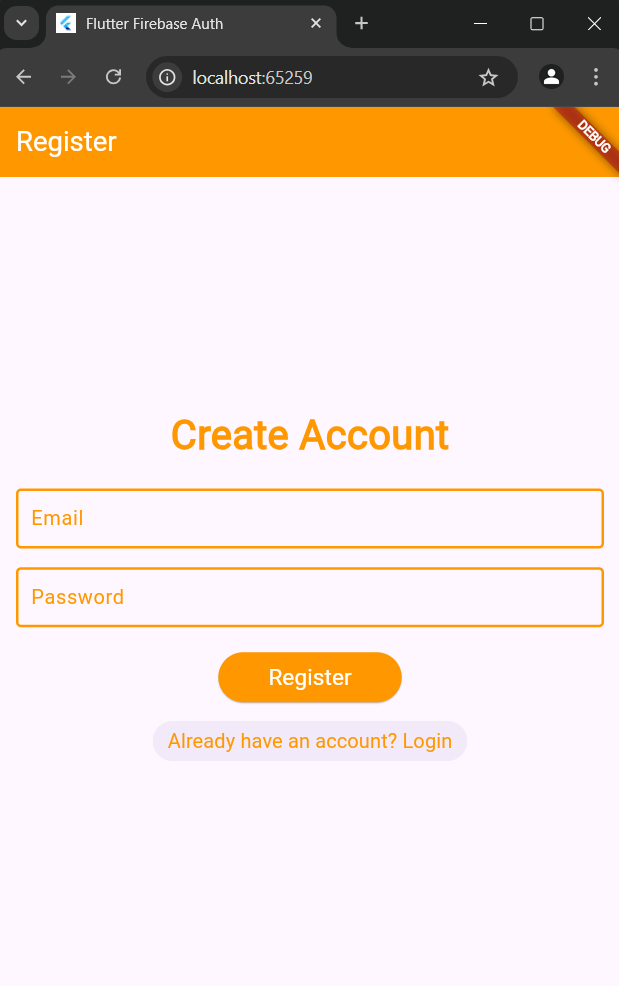 Flutter Firebase Auth
localhost:65259
Register
DEBUG
Create Account
Email
Password
Register
Already have an account? Login